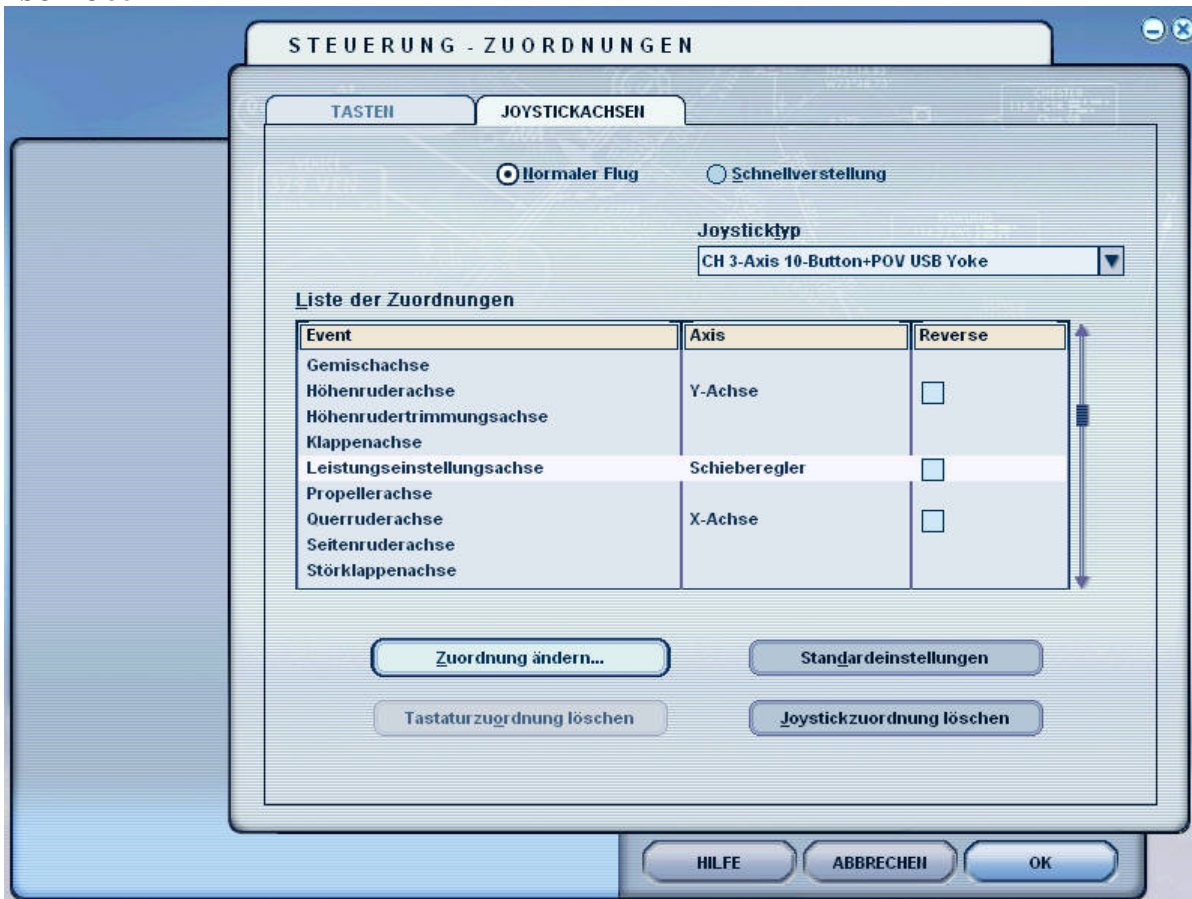 STEUERUNG - ZUORDNUNGEN
TASTEN
JOYSTICKACHSEN
Normaler Flug
Schnellverstellung
Joysticktyp
CH 3-Axis 10-Button+POV USB Yoke
Liste der Zuordnungen
Event Axis Reverse
Gemischachse
Höhenruderachse Y-Achse
Höhenrudertrimmungsachse
Klappenachse
Leistungseinstellungsachse Schieberegler
Propellerachse
Querruderachse X-Achse
Seitenruderachse
Störklappenachse
Zuordnung ändern... Standardeinstellungen
Tastaturzuordnung löschen Joystickzuordnung löschen
HILFE ABBRECHEN OK